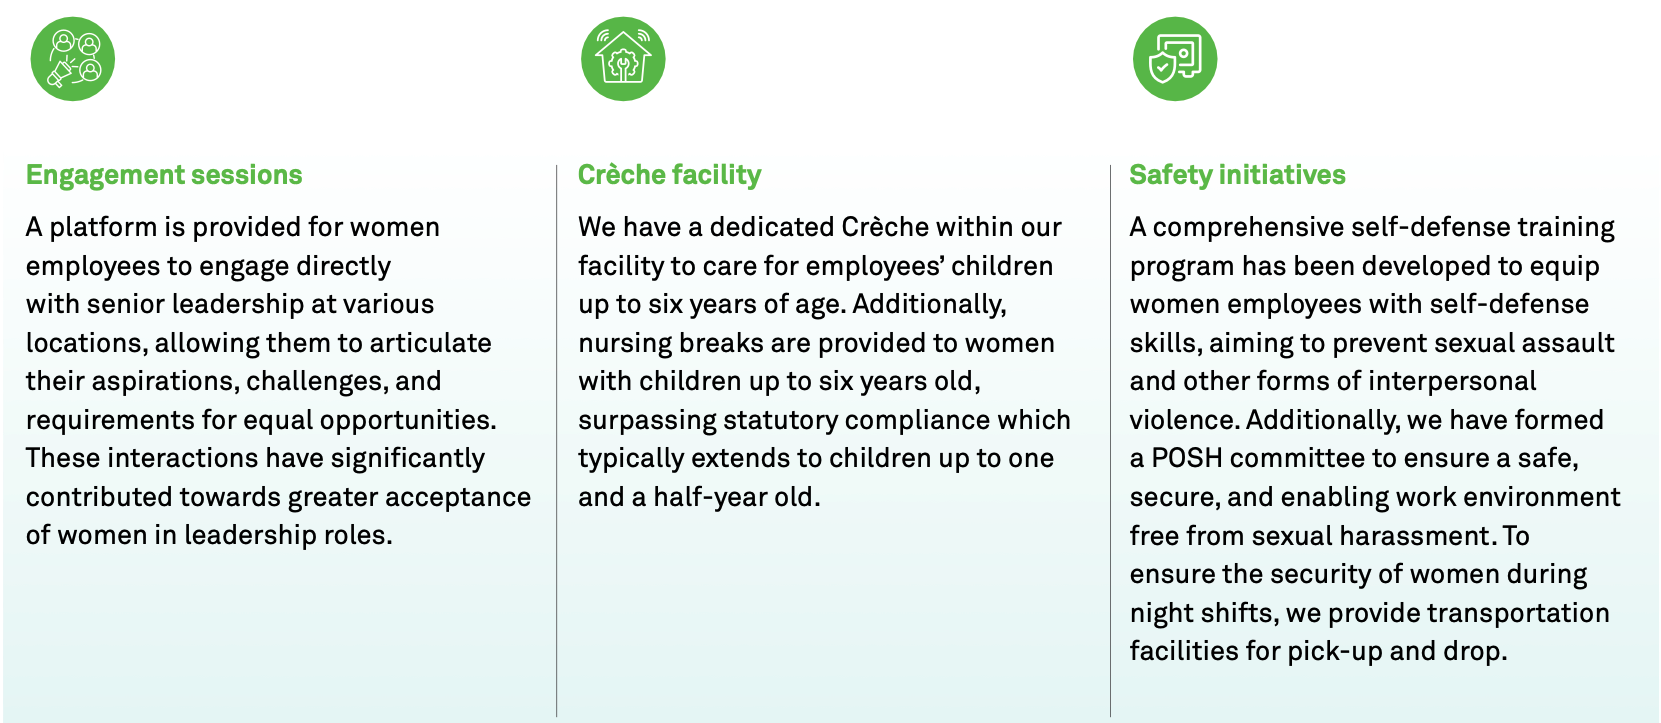 Engagement sessions
A platform is provided for women
employees to engage directly
with senior leadership at various
locations, allowing them to articulate
their aspirations, challenges, and
requirements for equal opportunities.
These interactions have significantly
contributed towards greater acceptance
of women in leadership roles.
Crèche facility
We have a dedicated Crèche within our
facility to care for employees’ children
up to six years of age. Additionally,
nursing breaks are provided to women
with children up to six years old,
surpassing statutory compliance which
typically extends to children up to one
and a half-year old.
Safety initiatives
A comprehensive self-defense training
program has been developed to equip
women employees with self-defense
skills, aiming to prevent sexual assault
and other forms of interpersonal
violence. Additionally, we have formed
a POSH committee to ensure a safe,
secure, and enabling work environment
free from sexual harassment. To
ensure the security of women during
night shifts, we provide transportation
facilities for pick-up and drop.